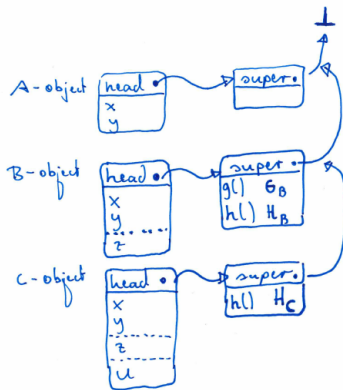 ⊥
A-object head super
x
y
B-object head super
x g() G_B
y h() H_B
z
C-object head super
x h() H_C
y
z
u